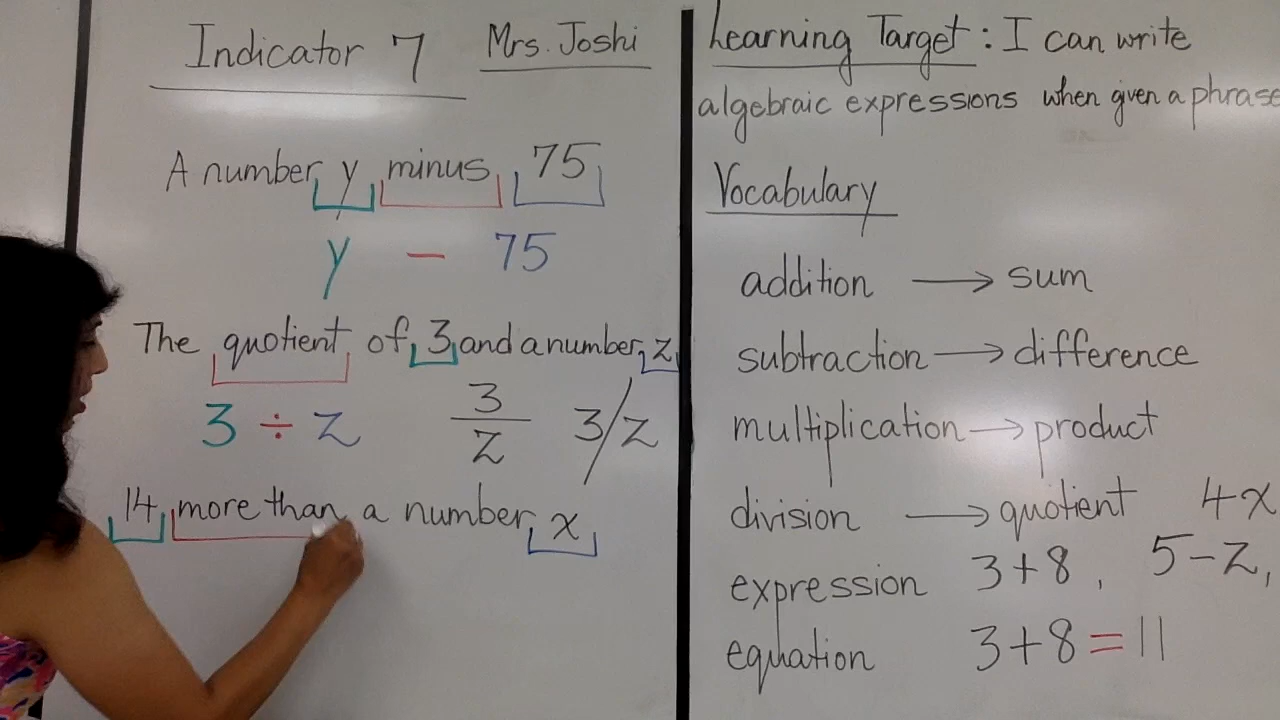 Indicator 7 Mrs. Joshi
A number y minus 75
y - 75
The quotient of 3 and a number z
3 ÷ z 3/z 3/z
14 more than a number x
Learning Target: I can write
algebraic expressions when given a phrase
Vocabulary
addition → sum
subtraction → difference
multiplication → product
division → quotient 4x
expression 3+8, 5-z,
equation 3+8=11